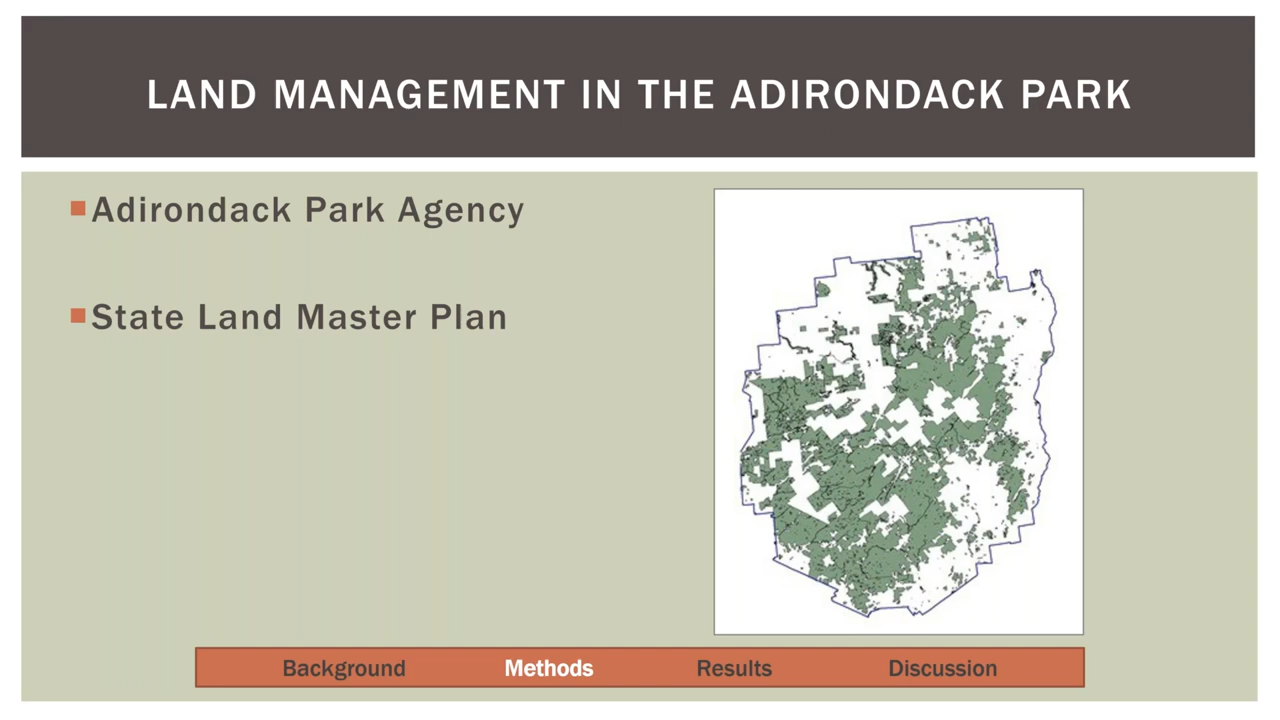 LAND MANAGEMENT IN THE ADIRONDACK PARK
Adirondack Park Agency
State Land Master Plan
Background Methods Results Discussion